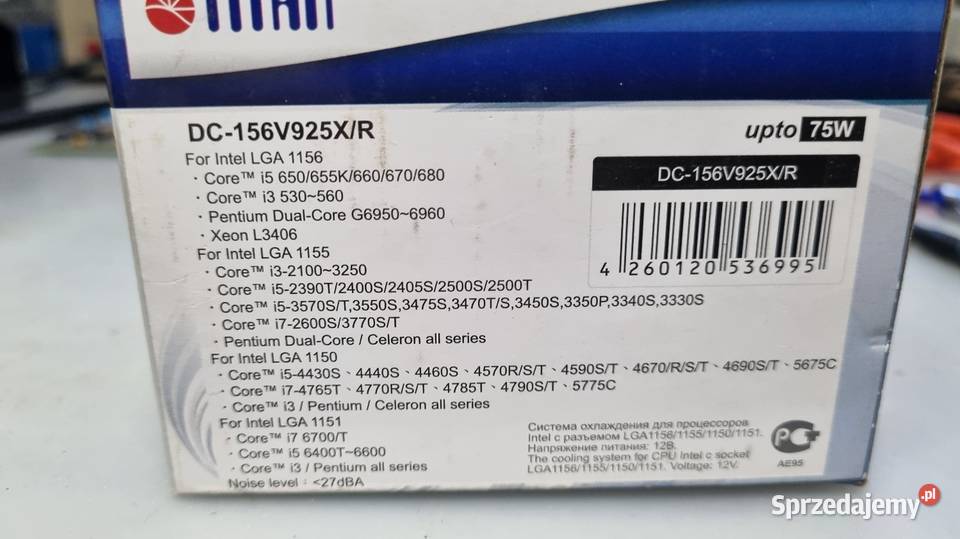 TITAN
DC-156V925X/R
upto 75W
For Intel LGA 1156
· Core™ i5 650/655K/660/670/680
· Core™ i3 530~560
· Pentium Dual-Core G6950~6960
· Xeon L3406
DC-156V925X/R
4 260120 536995
For Intel LGA 1155
· Core™ i3-2100~3250
· Core™ i5-2390T/2400S/2405S/2500S/2500T
· Core™ i5-3570S/T,3550S,3475S,3470T/S,3450S,3350P,3340S,3330S
· Core™ i7-2600S/3770S/T
· Pentium Dual-Core / Celeron all series
For Intel LGA 1150
· Core™ i5-4430S、4440S、4460S、4570R/S/T、4590S/T、4670/R/S/T、4690S/T、5675C
· Core™ i7-4765T、4770R/S/T、4785T、4790S/T、5775C
· Core™ i3 / Pentium / Celeron all series
For Intel LGA 1151
· Core™ i7 6700/T
· Core™ i5 6400T~6600
· Core™ i3 / Pentium all series
Noise level : <27dBA
Система охлаждения для процессоров
Intel с разъемом LGA1156/1155/1150/1151.
Напряжение питания: 12В.
The cooling system for CPU Intel c socket
LGA1156/1155/1150/1151. Voltage: 12V.
АЕ95
Sprzedajemy.pl